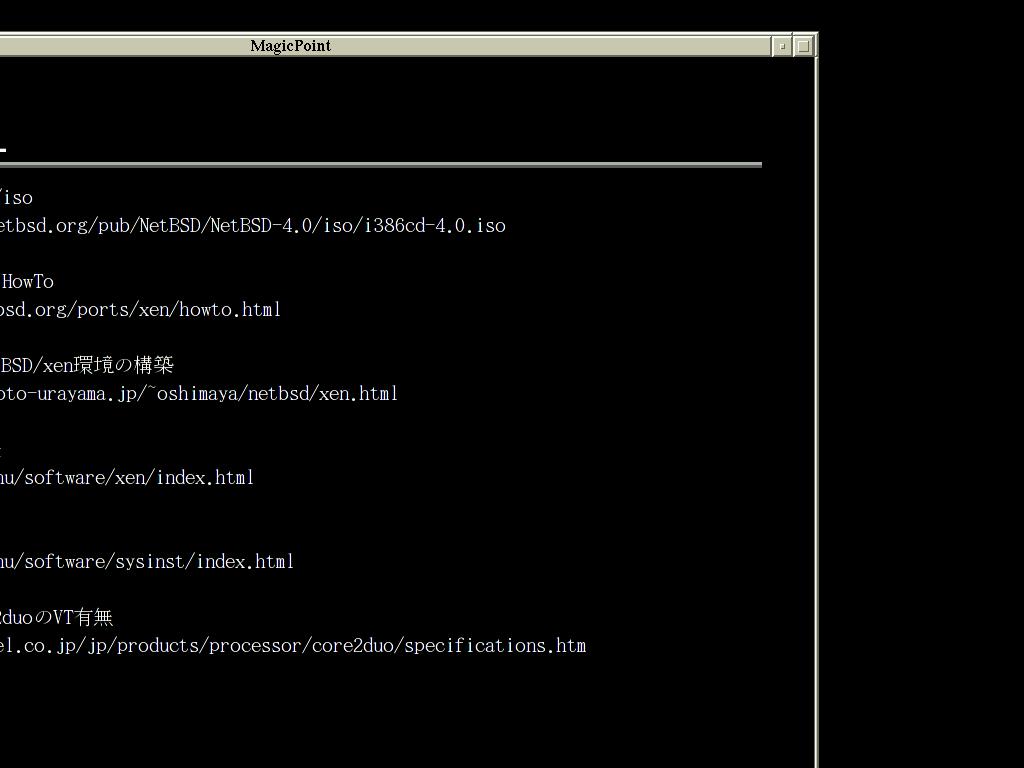 MagicPoint
/iso
etbsd.org/pub/NetBSD/NetBSD-4.0/iso/i386cd-4.0.iso
HowTo
bsd.org/ports/xen/howto.html
BSD/xen環境の構築
oto-urayama.jp/~oshimaya/netbsd/xen.html
nu/software/xen/index.html
nu/software/sysinst/index.html
2duoのVT有無
el.co.jp/jp/products/processor/core2duo/specifications.htm